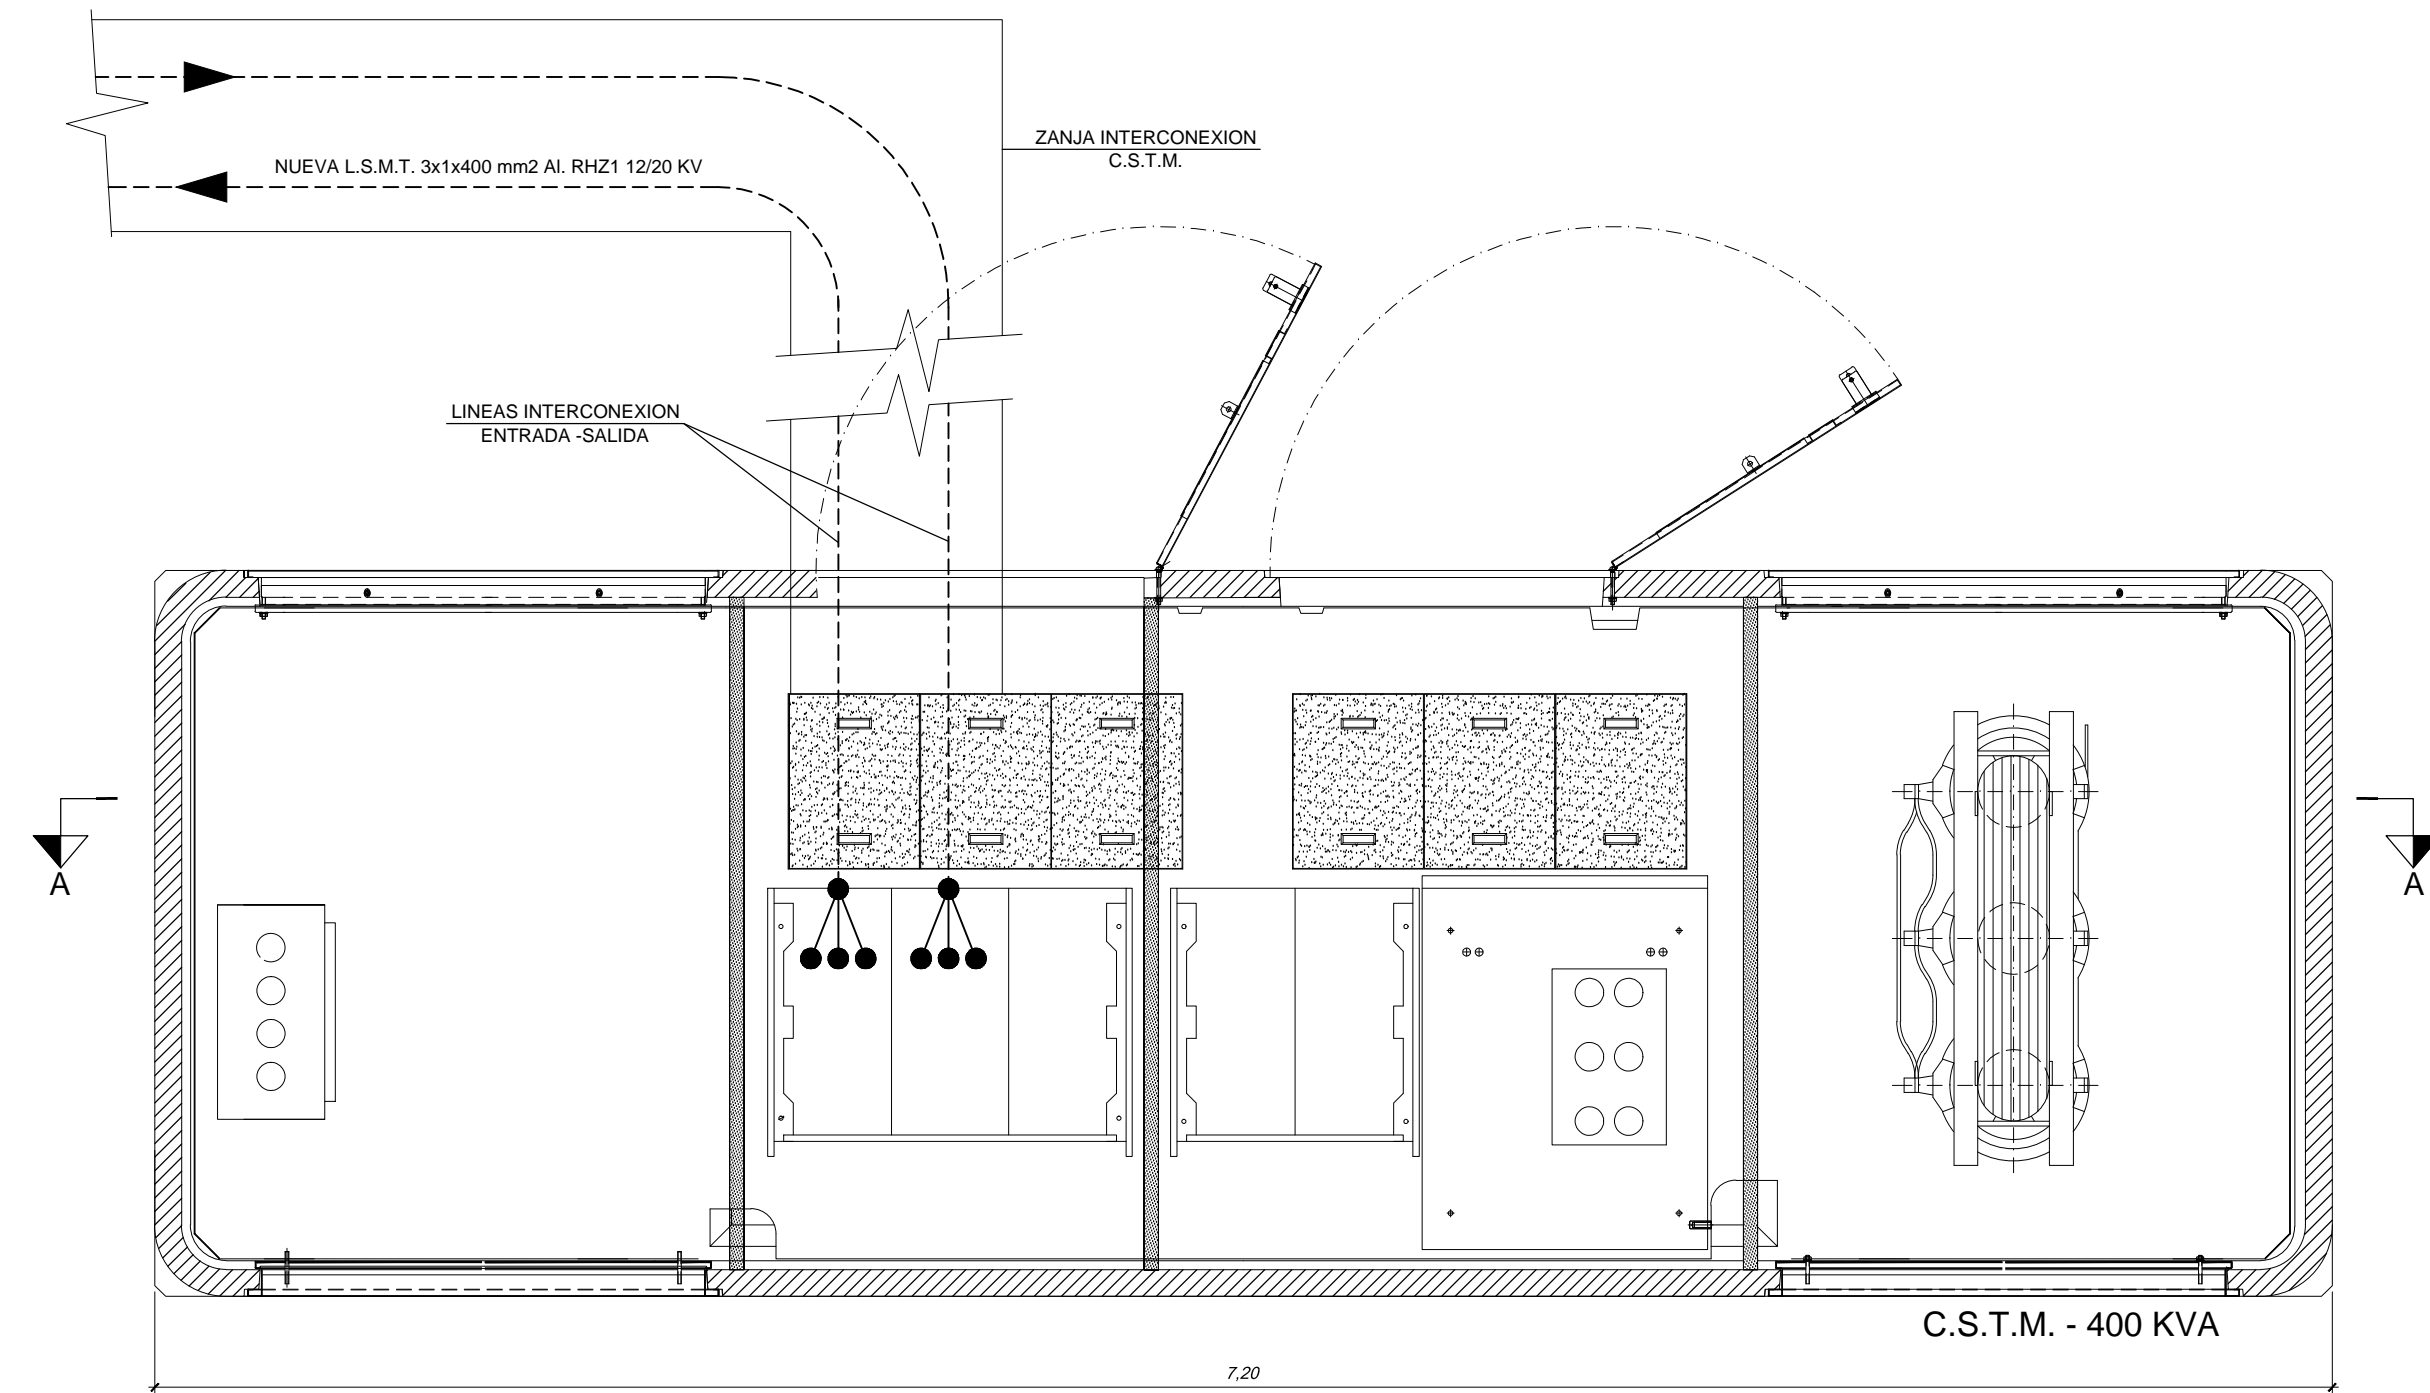 ZANJA INTERCONEXION
C.S.T.M.
NUEVA L.S.M.T. 3x1x400 mm2 Al. RHZ1 12/20 KV
LINEAS INTERCONEXION
ENTRADA -SALIDA
A
A
C.S.T.M. - 400 KVA
7,20